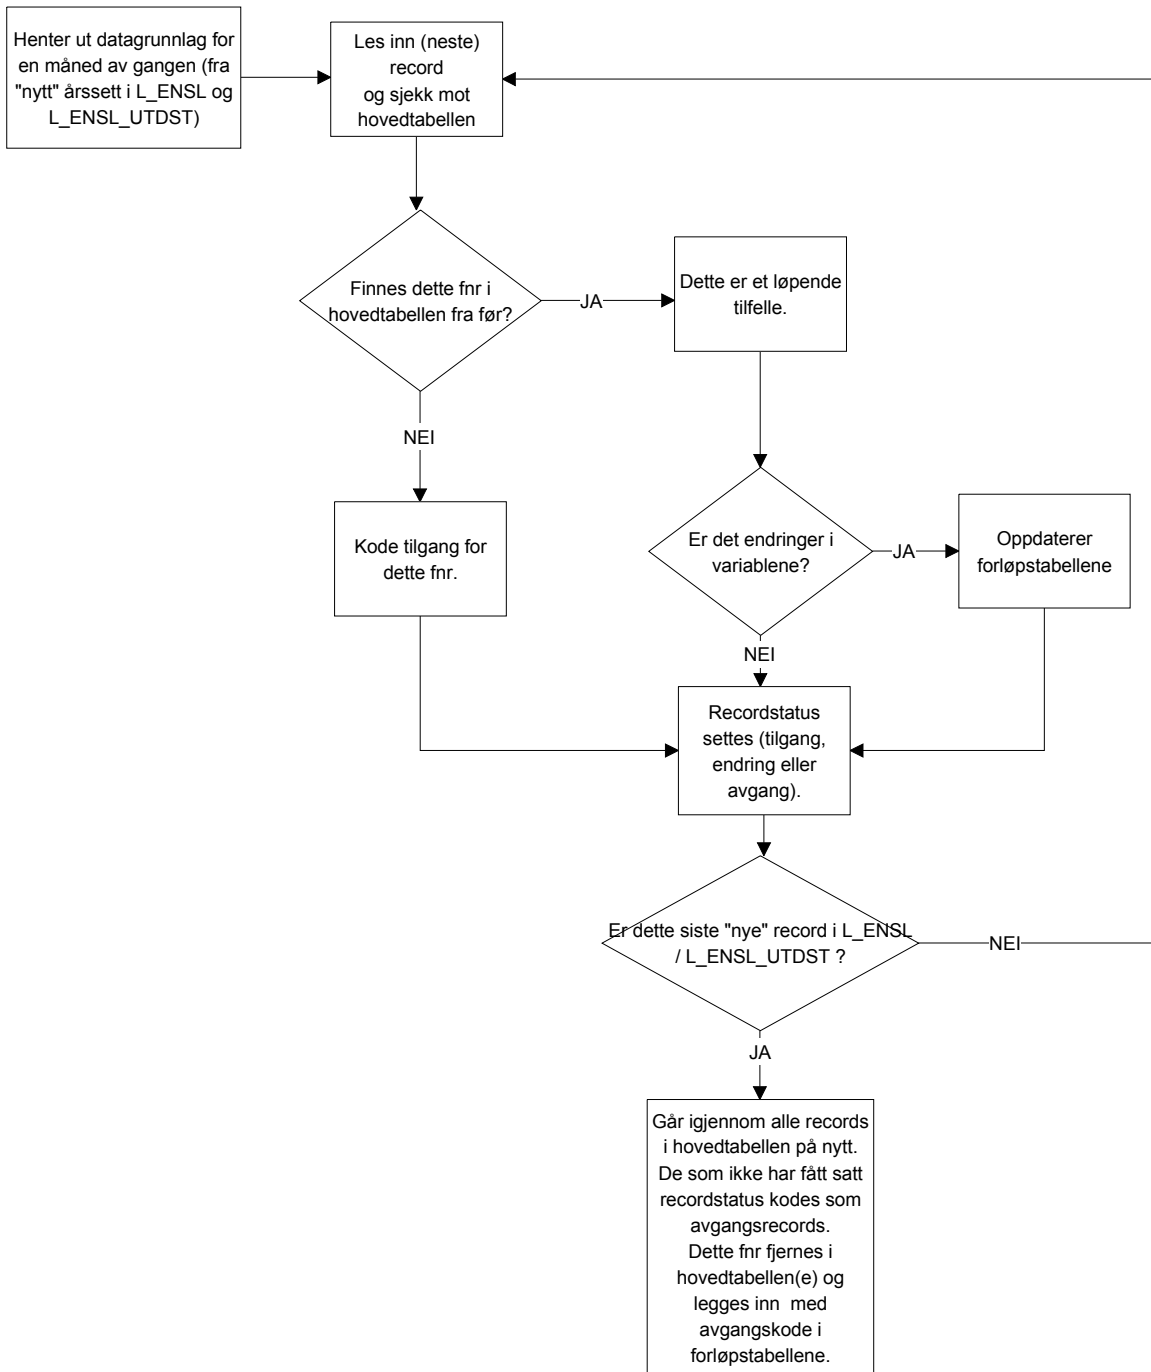 Henter ut datagrunnlag for
en måned av gangen (fra
"nytt" årssett i L_ENSL og
L_ENSL_UTDST)
Les inn (neste)
record
og sjekk mot
hovedtabellen
Finnes dette fnr i
hovedtabellen fra før?
JA
Dette er et løpende
tilfelle.
NEI
Kode tilgang for
dette fnr.
Er det endringer i
variablene?
JA
Oppdaterer
forløpstabellene
NEI
Recordstatus
settes (tilgang,
endring eller
avgang).
Er dette siste "nye" record i L_ENSL
/ L_ENSL_UTDST ?
NEI
JA
Går igjennom alle records
i hovedtabellen på nytt.
De som ikke har fått satt
recordstatus kodes som
avgangsrecords.
Dette fnr fjernes i
hovedtabellen(e) og
legges inn  med
avgangskode i
forløpstabellene.